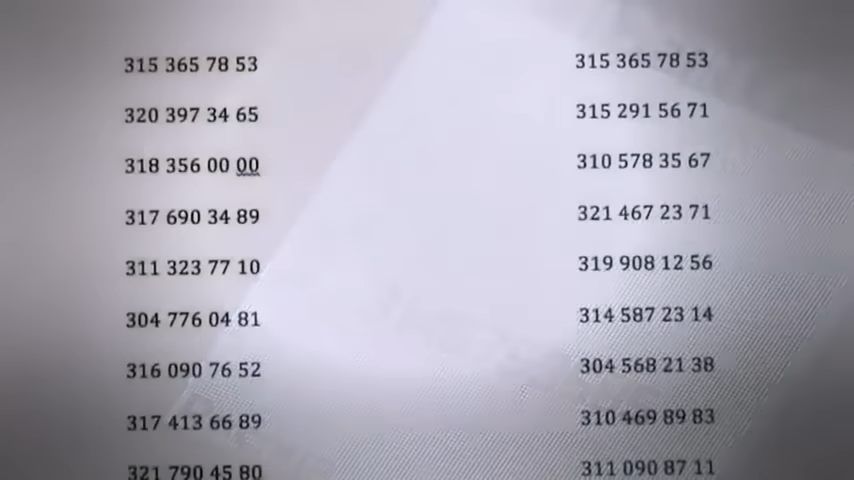 315 365 78 53
320 397 34 65
318 356 00 00
317 690 34 89
311 323 77 10
304 776 04 81
316 090 76 52
317 413 66 89
321 790 45 80
315 365 78 53
315 291 56 71
310 578 35 67
321 467 23 71
319 908 12 56
314 587 23 14
304 568 21 38
310 469 89 83
311 090 87 11